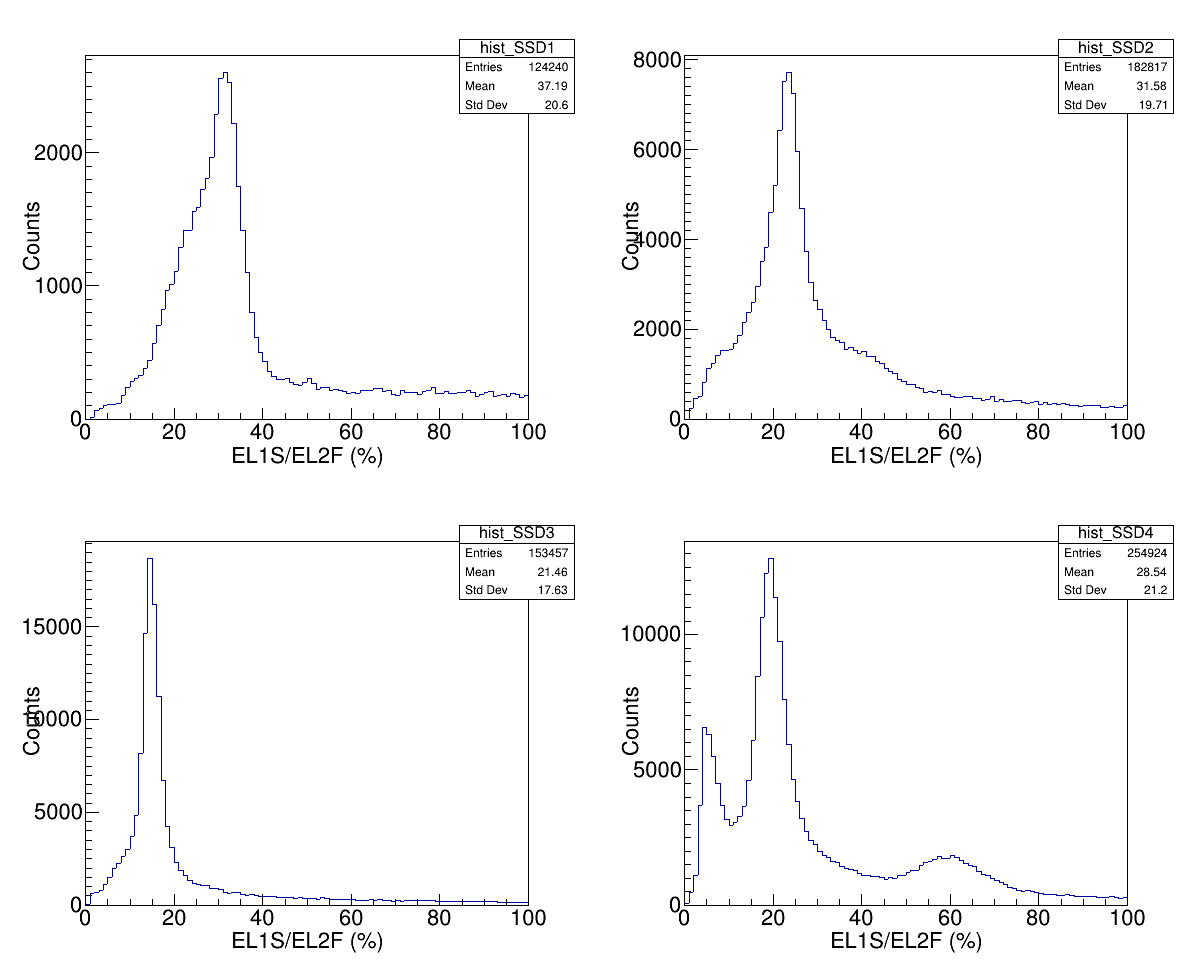 hist_SSD1
Entries 124240
Mean 37.19
Std Dev 20.6
2000
1000
0
0 20 40 60 80 100
Counts
EL1S/EL2F (%)
hist_SSD2
Entries 182817
Mean 31.58
Std Dev 19.71
8000
6000
4000
2000
0
0 20 40 60 80 100
Counts
EL1S/EL2F (%)
hist_SSD3
Entries 153457
Mean 21.46
Std Dev 17.63
15000
10000
5000
0
0 20 40 60 80 100
Counts
EL1S/EL2F (%)
hist_SSD4
Entries 254924
Mean 28.54
Std Dev 21.2
10000
5000
0
0 20 40 60 80 100
Counts
EL1S/EL2F (%)